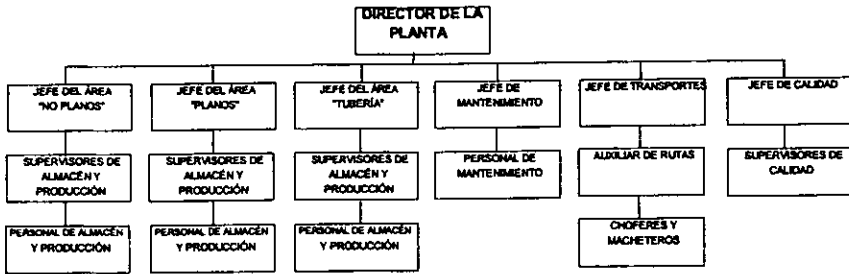 DIRECTOR DE LA
PLANTA
JEFE DEL ÁREA
"NO PLANOS"
JEFE DEL ÁREA
"PLANOS"
JEFE DEL ÁREA
"TUBERÍA"
JEFE DE
MANTENIMIENTO
JEFE DE TRANSPORTES
JEFE DE CALIDAD
SUPERVISORES DE
ALMACÉN Y
PRODUCCIÓN
SUPERVISORES DE
ALMACÉN Y
PRODUCCIÓN
SUPERVISORES DE
ALMACÉN Y
PRODUCCIÓN
PERSONAL DE
MANTENIMIENTO
AUXILIAR DE RUTAS
SUPERVISORES DE
CALIDAD
PERSONAL DE ALMACÉN
Y PRODUCCIÓN
PERSONAL DE ALMACÉN
Y PRODUCCIÓN
PERSONAL DE ALMACÉN
Y PRODUCCIÓN
CHOFERES Y
MACHETEROS